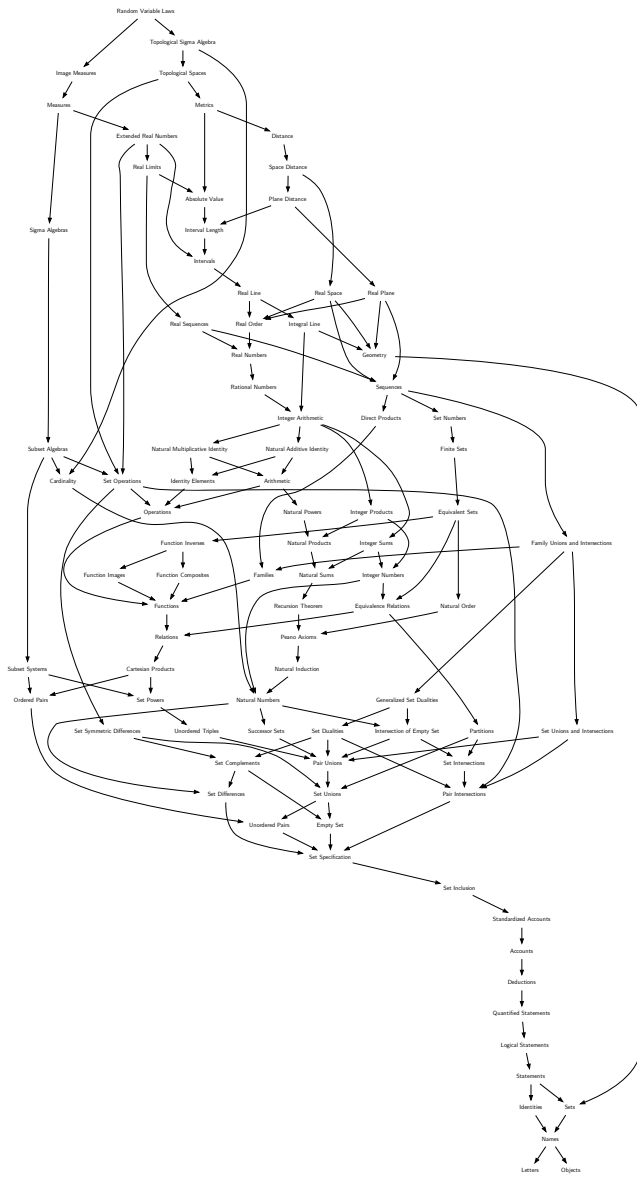 Random Variable Laws
Topological Sigma Algebra
Image Measures
Topological Spaces
Measures
Metrics
Extended Real Numbers
Distance
Real Limits
Space Distance
Absolute Value
Plane Distance
Sigma Algebras
Interval Length
Intervals
Real Line
Real Space
Real Plane
Real Sequences
Real Order
Integral Line
Real Numbers
Geometry
Rational Numbers
Sequences
Integer Arithmetic
Direct Products
Set Numbers
Subset Algebras
Natural Multiplicative Identity
Natural Additive Identity
Finite Sets
Cardinality
Set Operations
Identity Elements
Arithmetic
Operations
Natural Powers
Integer Products
Equivalent Sets
Function Inverses
Natural Products
Integer Sums
Family Unions and Intersections
Function Images
Function Composites
Families
Natural Sums
Integer Numbers
Functions
Recursion Theorem
Equivalence Relations
Natural Order
Relations
Peano Axioms
Subset Systems
Cartesian Products
Natural Induction
Ordered Pairs
Set Powers
Natural Numbers
Generalized Set Dualities
Set Symmetric Differences
Unordered Triples
Successor Sets
Set Dualities
Intersection of Empty Set
Partitions
Set Unions and Intersections
Set Complements
Pair Unions
Set Intersections
Set Differences
Set Unions
Pair Intersections
Unordered Pairs
Empty Set
Set Specification
Set Inclusion
Standardized Accounts
Accounts
Deductions
Quantified Statements
Logical Statements
Statements
Identities
Sets
Names
Letters
Objects